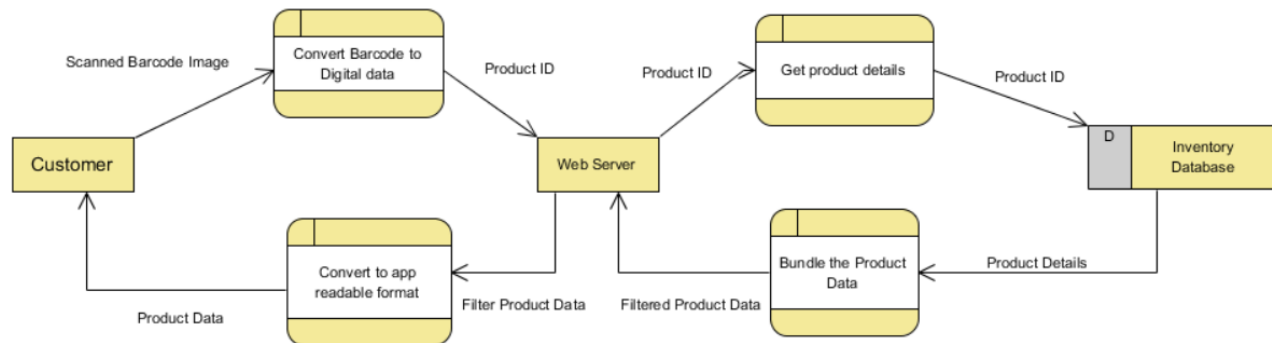 Scanned Barcode Image
Convert Barcode to
Digital data
Product ID
Product ID
Get product details
Product ID
Customer
Web Server
D
Inventory
Database
Convert to app
readable format
Product Data
Filter Product Data
Filtered Product Data
Bundle the Product
Data
Product Details